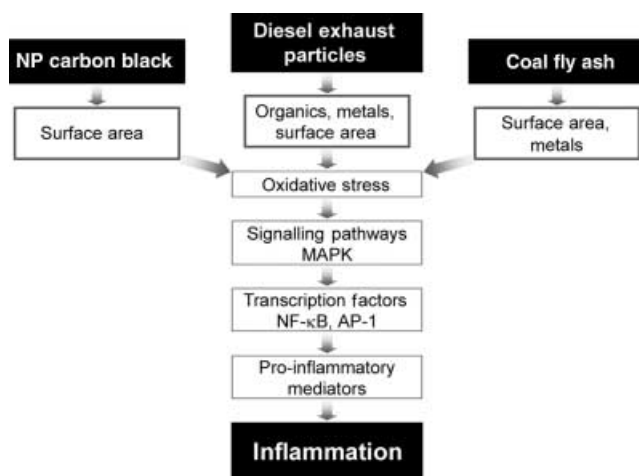 NP carbon black
Diesel exhaust
particles
Coal fly ash
Surface area
Organics, metals,
surface area
Surface area,
metals
Oxidative stress
Signalling pathways
MAPK
Transcription factors
NF-κB, AP-1
Pro-inflammatory
mediators
Inflammation